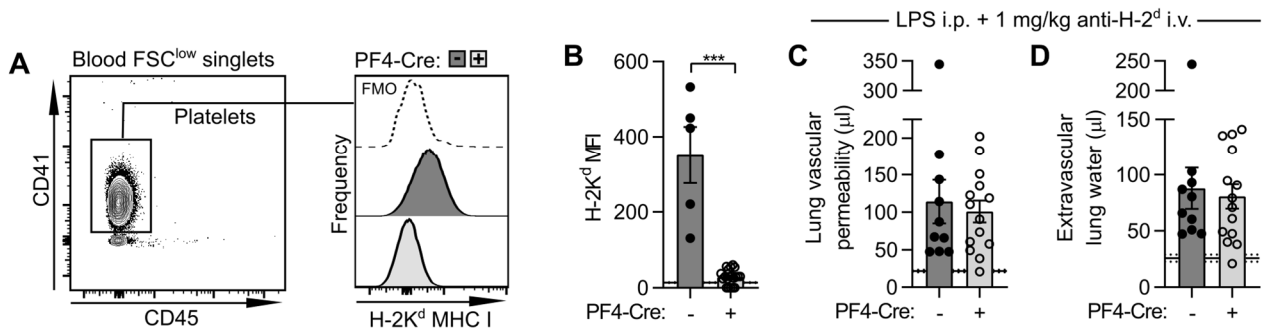 LPS i.p. + 1 mg/kg anti-H-2ᵈ i.v.
A
Blood FSCˡᵒʷ singlets
PF4-Cre: - +
Platelets
FMO
CD41
Frequency
CD45
H-2Kᵈ MHC I
B
***
600
400
200
0
H-2Kᵈ MFI
PF4-Cre: - +
C
350
300
200
150
100
50
0
Lung vascular
permeability (μl)
PF4-Cre: - +
D
250
200
150
100
50
0
Extravascular
lung water (μl)
PF4-Cre: - +